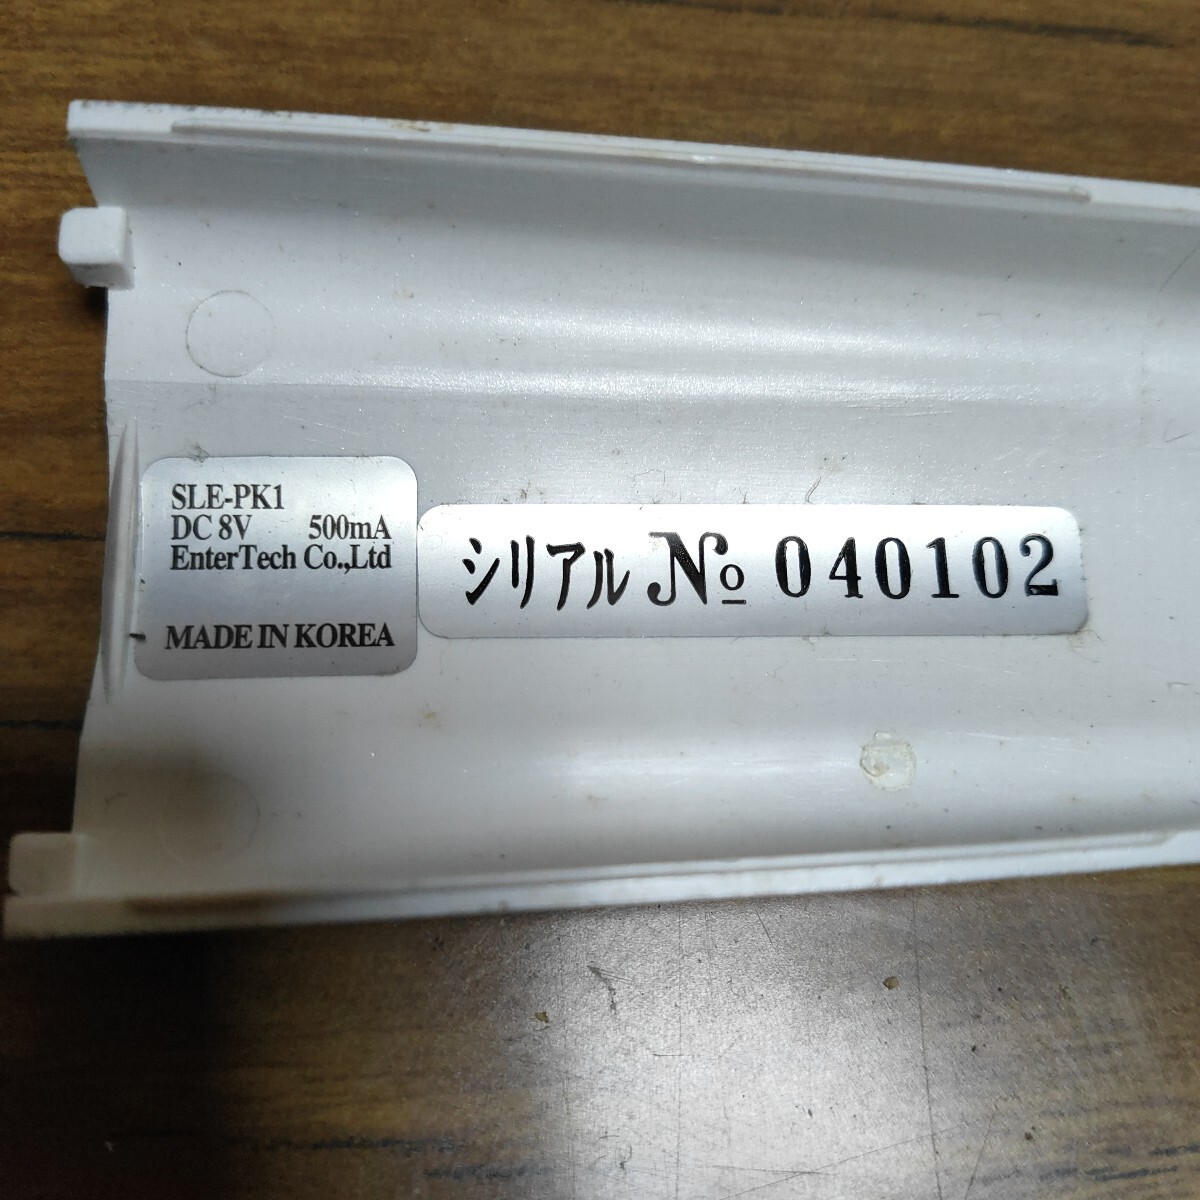 SLE-PK1
DC 8V 500mA
EnterTech Co.,Ltd
MADE IN KOREA
シリアル № 040102